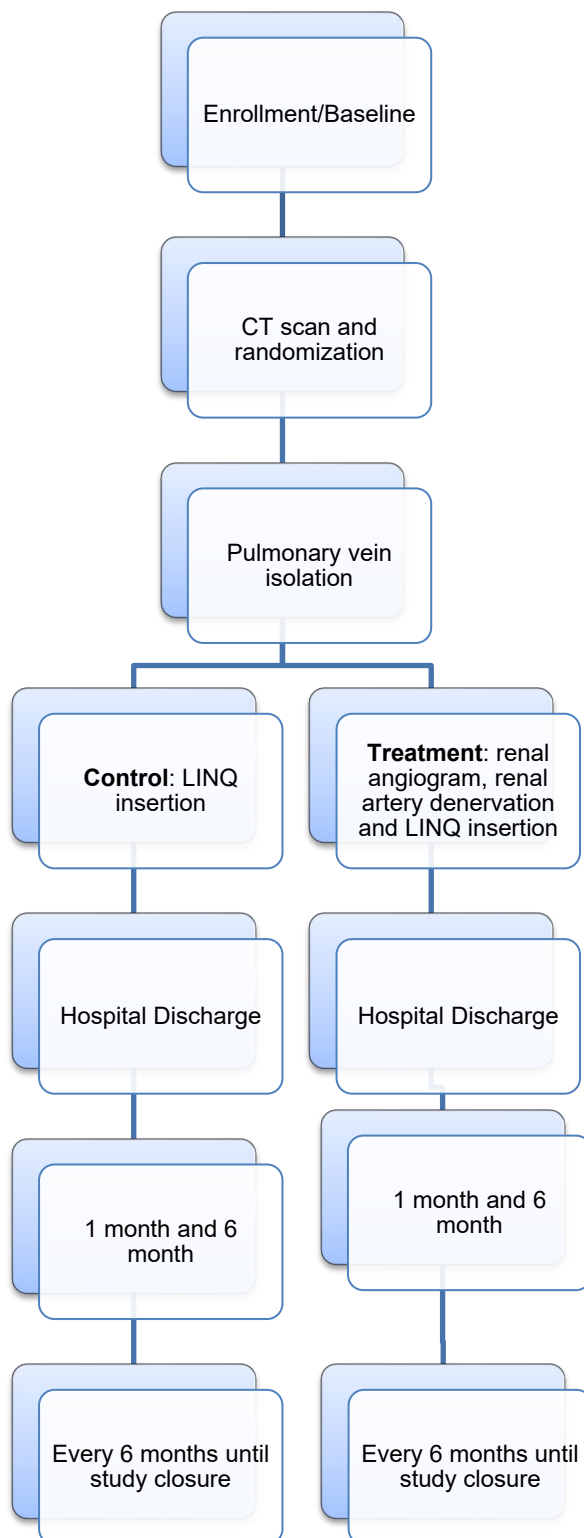 Enrollment/Baseline
CT scan and
randomization
Pulmonary vein
isolation
Control: LINQ
insertion
Treatment: renal
angiogram, renal
artery denervation
and LINQ insertion
Hospital Discharge
Hospital Discharge
1 month and 6
month
1 month and 6
month
Every 6 months until
study closure
Every 6 months until
study closure